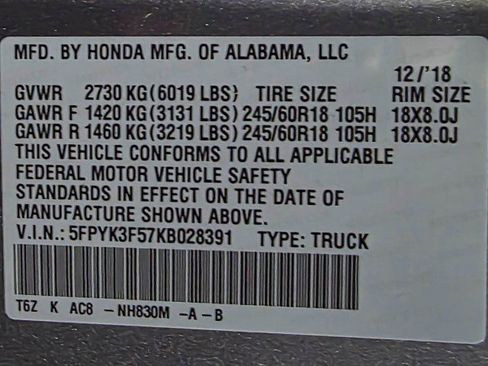 MFD. BY HONDA MFG. OF ALABAMA, LLC
12/'18
GVWR 2730 KG(6019 LBS) TIRE SIZE RIM SIZE
GAWR F 1420 KG(3131 LBS) 245/60R18 105H 18X8.0J
GAWR R 1460 KG(3219 LBS) 245/60R18 105H 18X8.0J
THIS VEHICLE CONFORMS TO ALL APPLICABLE
FEDERAL MOTOR VEHICLE SAFETY
STANDARDS IN EFFECT ON THE DATE OF
MANUFACTURE SHOWN ABOVE.
V.I.N.: 5FPYK3F57KB028391 TYPE: TRUCK
T6Z K AC8 - NH830M -A-B